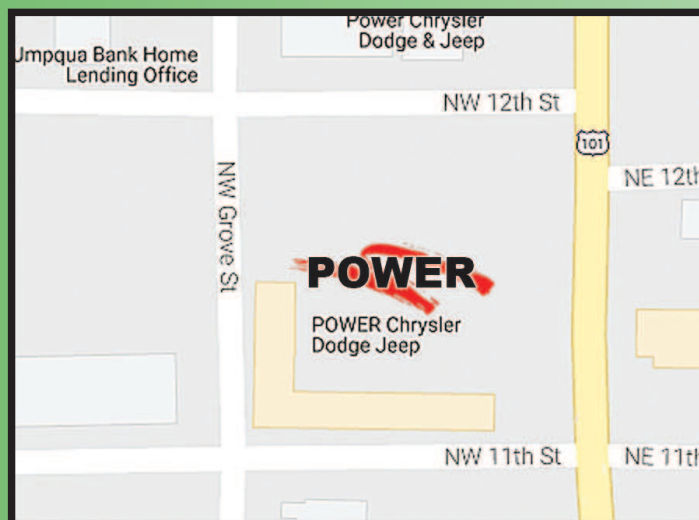 Power Chrysler
Dodge & Jeep
Umpqua Bank Home
Lending Office
NW 12th St
101
NE 12th
NW Grove St
POWER
POWER Chrysler
Dodge Jeep
NW 11th St
NE 11th